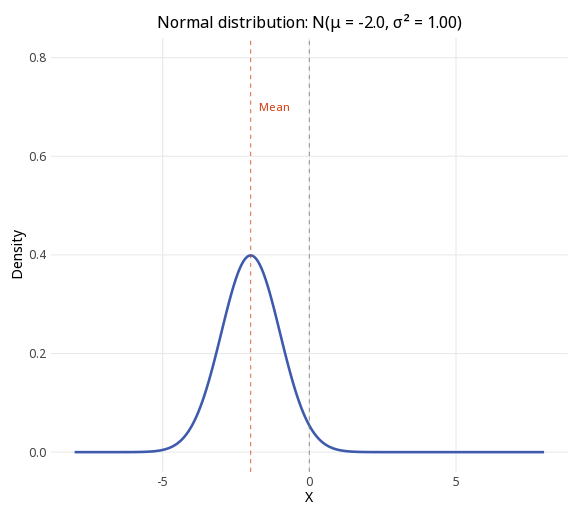 Normal distribution: N(μ = -2.0, σ² = 1.00)
0.8
Mean
0.6
Density
0.4
0.2
0.0
-5
0
5
X